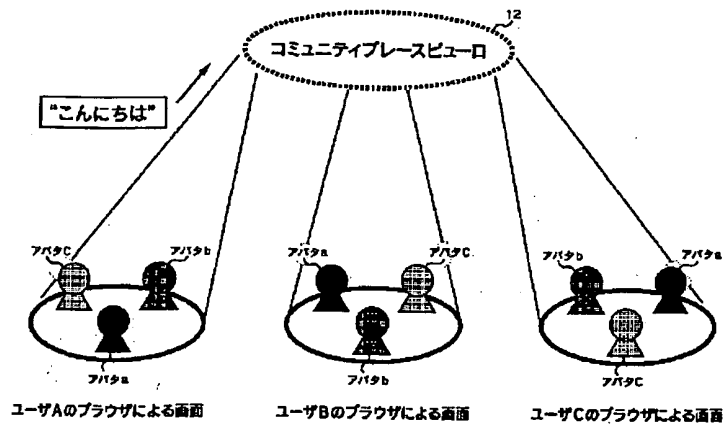 12
コミュニティプレースビューロ
“こんにちは”
アバタC
アバタb
アバタa
アバタa
アバタC
アバタb
アバタb
アバタa
アバタC
ユーザAのブラウザによる画面
ユーザBのブラウザによる画面
ユーザCのブラウザによる画面